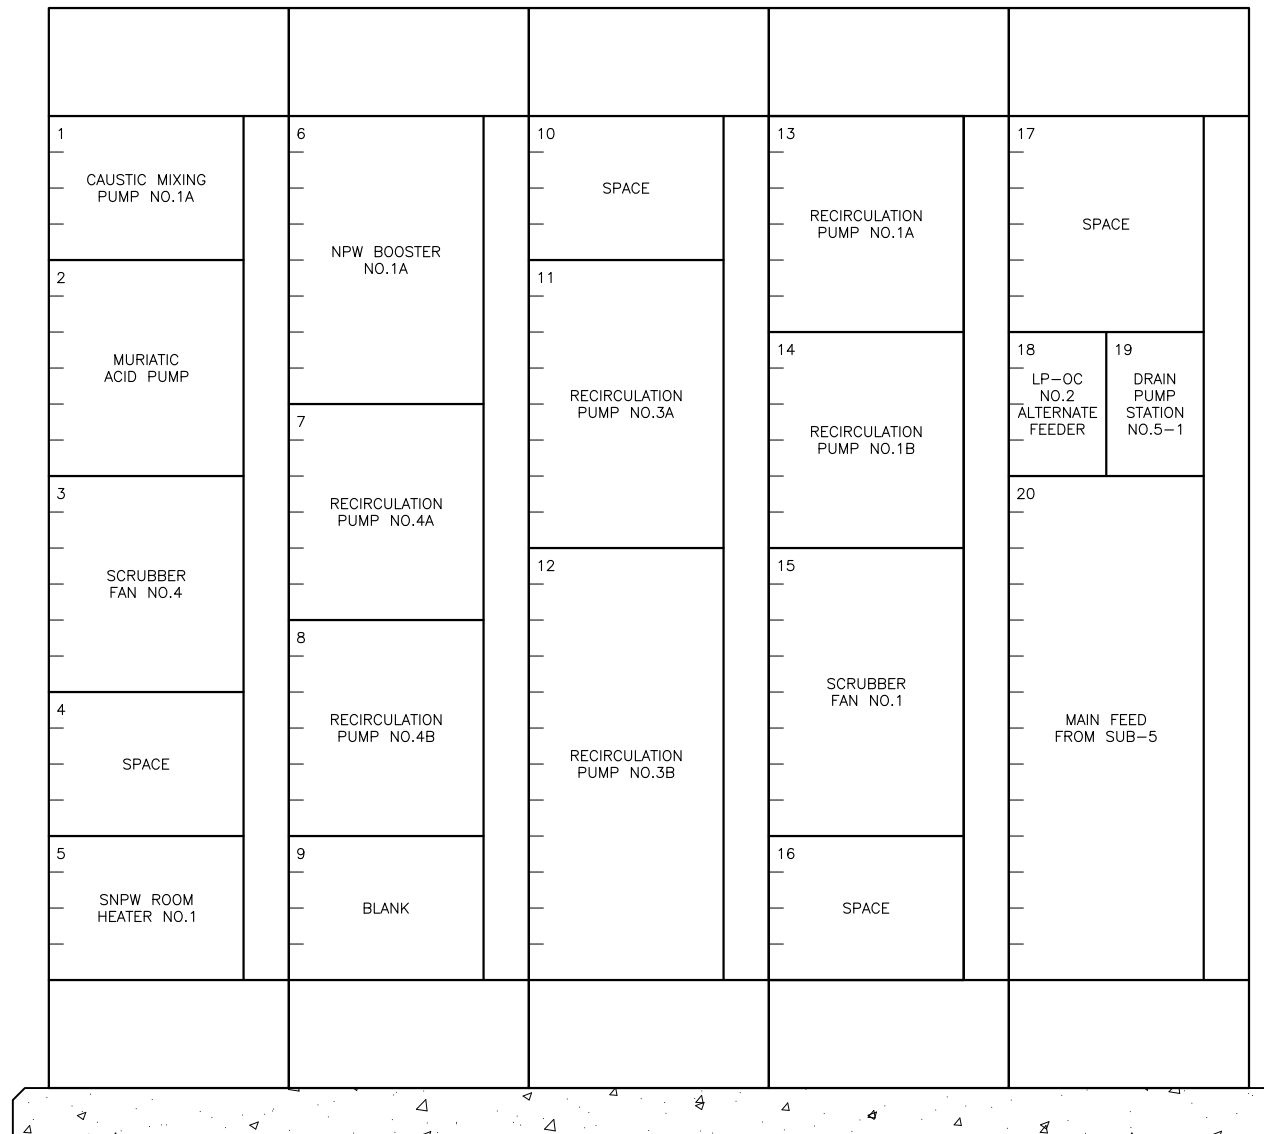 1
CAUSTIC MIXING
PUMP NO.1A
2
MURIATIC
ACID PUMP
3
SCRUBBER
FAN NO.4
4
SPACE
5
SNPW ROOM
HEATER NO.1
6
NPW BOOSTER
NO.1A
7
RECIRCULATION
PUMP NO.4A
8
RECIRCULATION
PUMP NO.4B
9
BLANK
10
SPACE
11
RECIRCULATION
PUMP NO.3A
12
RECIRCULATION
PUMP NO.3B
13
RECIRCULATION
PUMP NO.1A
14
RECIRCULATION
PUMP NO.1B
15
SCRUBBER
FAN NO.1
16
SPACE
17
SPACE
18
LP-OC
NO.2
ALTERNATE
FEEDER
19
DRAIN
PUMP
STATION
NO.5-1
20
MAIN FEED
FROM SUB-5